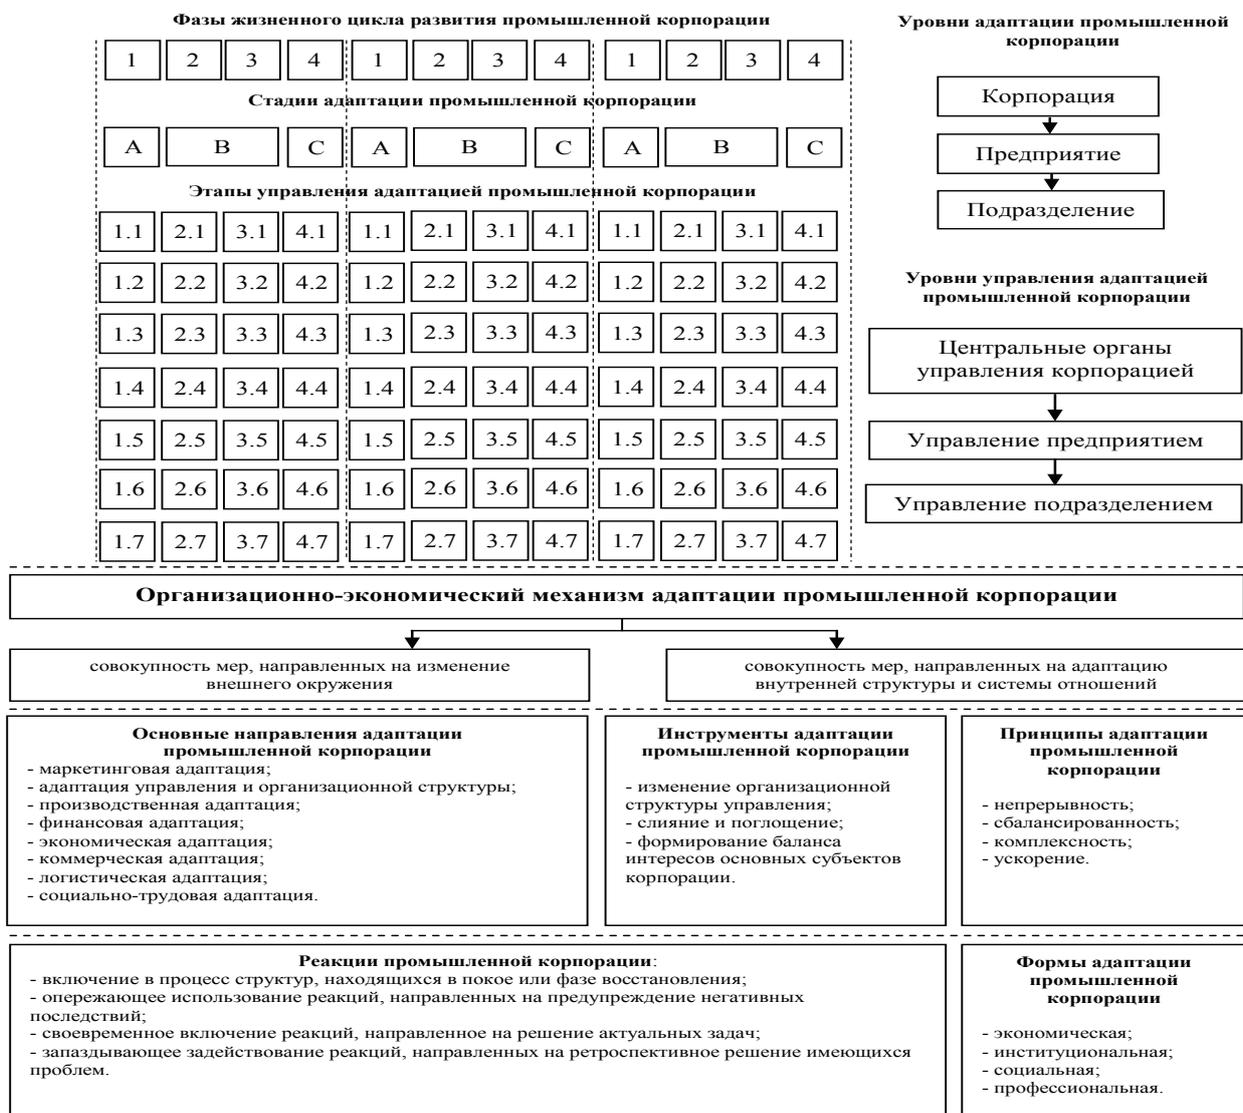 Фазы жизненного цикла развития промышленной корпорации
1 2 3 4 1 2 3 4 1 2 3 4
Стадии адаптации промышленной корпорации
А В С А В С А В С
Этапы управления адаптацией промышленной корпорации
1.1 2.1 3.1 4.1 1.1 2.1 3.1 4.1 1.1 2.1 3.1 4.1
1.2 2.2 3.2 4.2 1.2 2.2 3.2 4.2 1.2 2.2 3.2 4.2
1.3 2.3 3.3 4.3 1.3 2.3 3.3 4.3 1.3 2.3 3.3 4.3
1.4 2.4 3.4 4.4 1.4 2.4 3.4 4.4 1.4 2.4 3.4 4.4
1.5 2.5 3.5 4.5 1.5 2.5 3.5 4.5 1.5 2.5 3.5 4.5
1.6 2.6 3.6 4.6 1.6 2.6 3.6 4.6 1.6 2.6 3.6 4.6
1.7 2.7 3.7 4.7 1.7 2.7 3.7 4.7 1.7 2.7 3.7 4.7
Уровни адаптации промышленной
корпорации
Корпорация
Предприятие
Подразделение
Уровни управления адаптацией
промышленной корпорации
Центральные органы
управления корпорацией
Управление предприятием
Управление подразделением
Организационно-экономический механизм адаптации промышленной корпорации
совокупность мер, направленных на изменение
внешнего окружения
совокупность мер, направленных на адаптацию
внутренней структуры и системы отношений
Основные направления адаптации
промышленной корпорации
- маркетинговая адаптация;
- адаптация управления и организационной структуры;
- производственная адаптация;
- финансовая адаптация;
- экономическая адаптация;
- коммерческая адаптация;
- логистическая адаптация;
- социально-трудовая адаптация.
Инструменты адаптации
промышленной корпорации
- изменение организационной
структуры управления;
- слияние и поглощение;
- формирование баланса
интересов основных субъектов
корпорации.
Принципы адаптации
промышленной
корпорации
- непрерывность;
- сбалансированность;
- комплексность;
- ускорение.
Реакции промышленной корпорации:
- включение в процесс структур, находящихся в покое или фазе восстановления;
- опережающее использование реакций, направленных на предупреждение негативных
последствий;
- своевременное включение реакций, направленное на решение актуальных задач;
- запаздывающее задействование реакций, направленных на ретроспективное решение имеющихся
проблем.
Формы адаптации
промышленной
корпорации
- экономическая;
- институциональная;
- социальная;
- профессиональная.